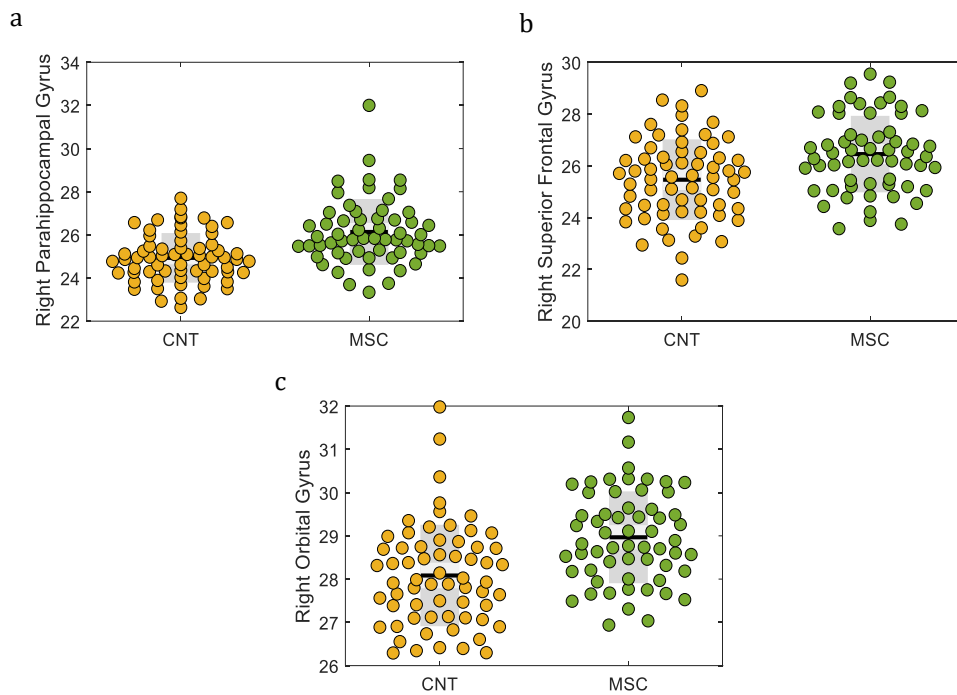 a
Right Parahippocampal Gyrus
34
32
30
28
26
24
22
CNT
MSC
b
Right Superior Frontal Gyrus
30
28
26
24
22
20
CNT
MSC
c
Right Orbital Gyrus
32
31
30
29
28
27
26
CNT
MSC